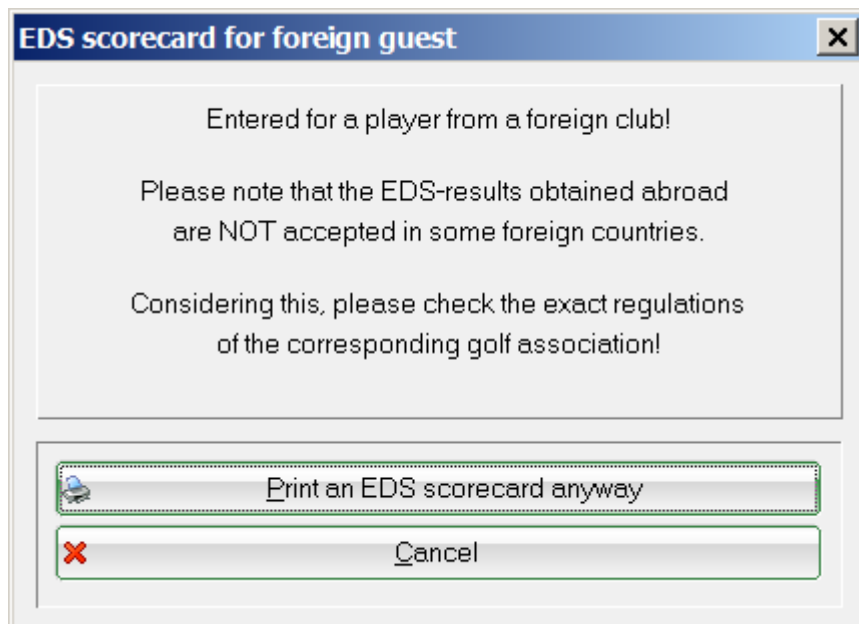 EDS scorecard for foreign guest
Entered for a player from a foreign club!
Please note that the EDS-results obtained abroad
are NOT accepted in some foreign countries.
Considering this, please check the exact regulations
of the corresponding golf association!
Print an EDS scorecard anyway
Cancel